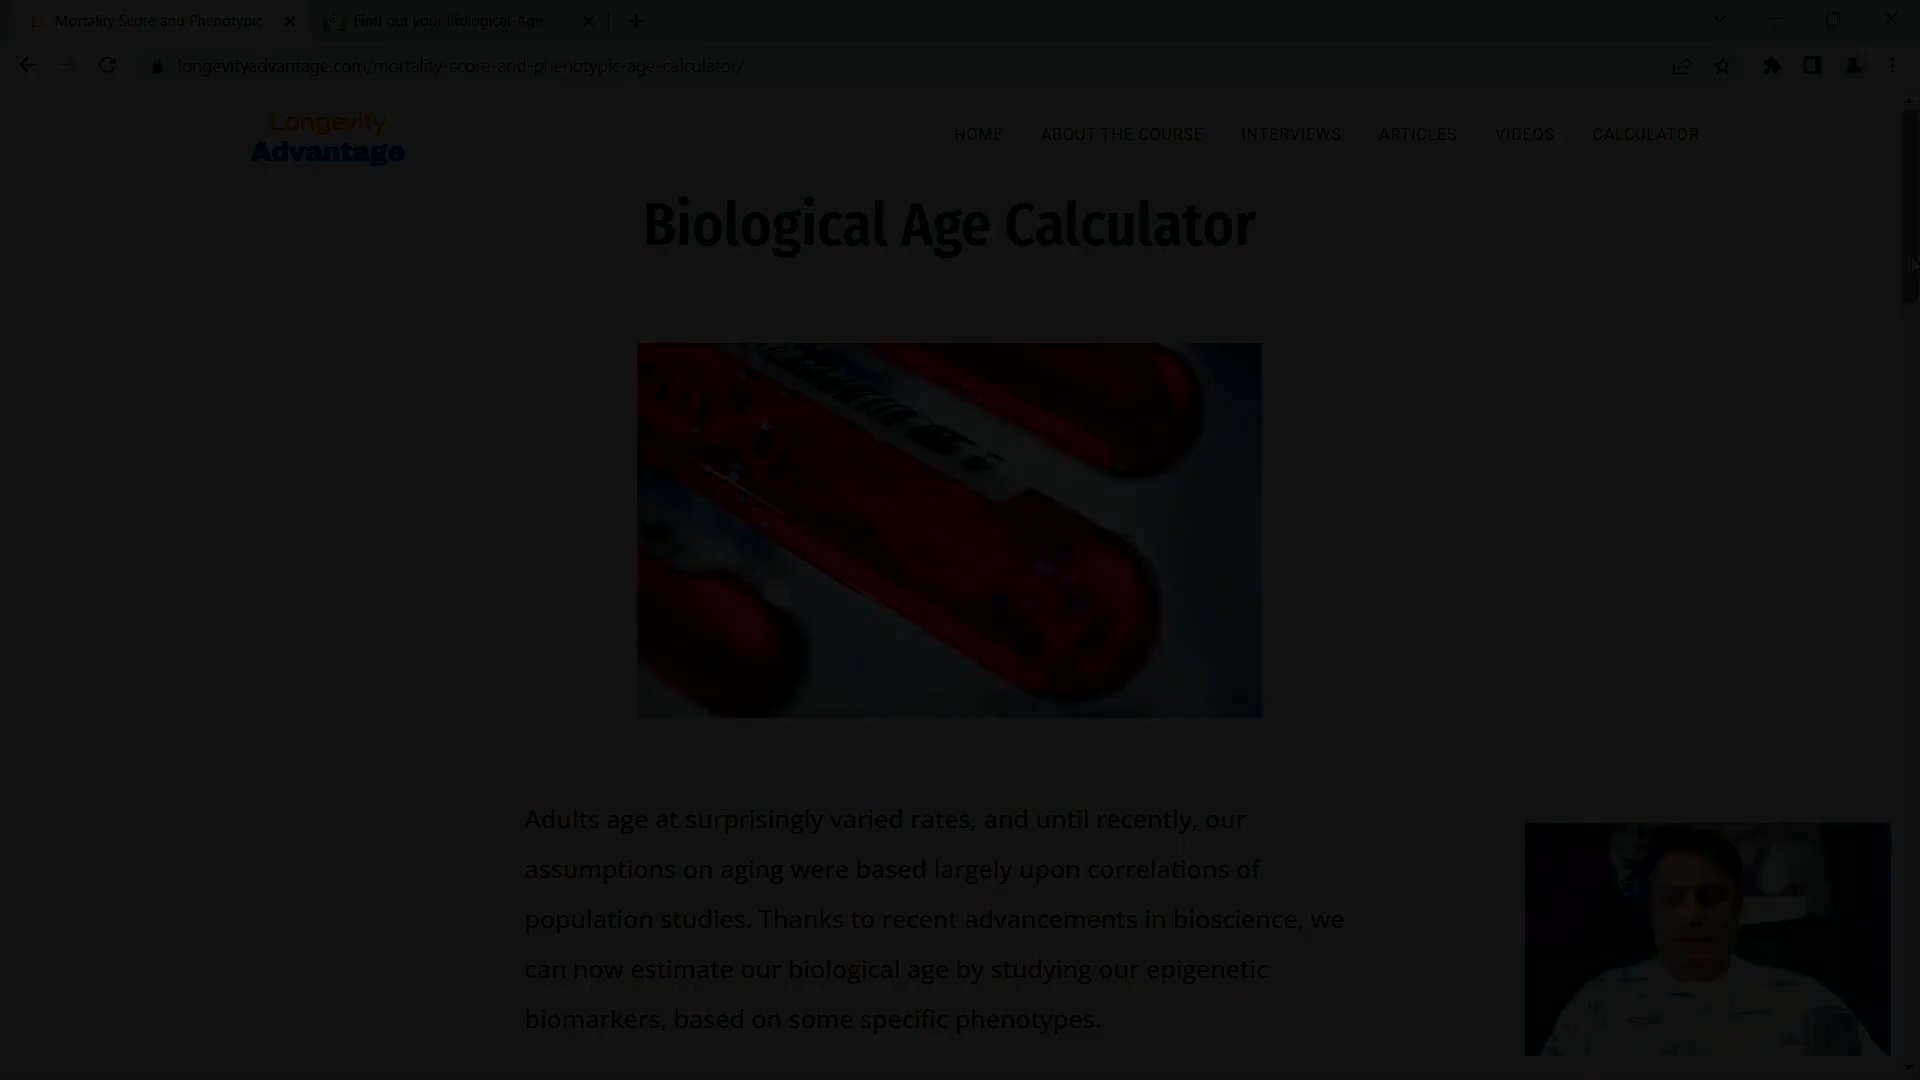 Mortality Score and Phenotypic
Find out your Biological-Age
longevityadvantage.com/mortality-score-and-phenotypic-age-calculator/
Longevity
Advantage
HOME
ABOUT THE COURSE
INTERVIEWS
ARTICLES
VIDEOS
CALCULATOR
Biological Age Calculator
Adults age at surprisingly varied rates, and until recently, our
assumptions on aging were based largely upon correlations of
population studies. Thanks to recent advancements in bioscience, we
can now estimate our biological age by studying our epigenetic
biomarkers, based on some specific phenotypes.